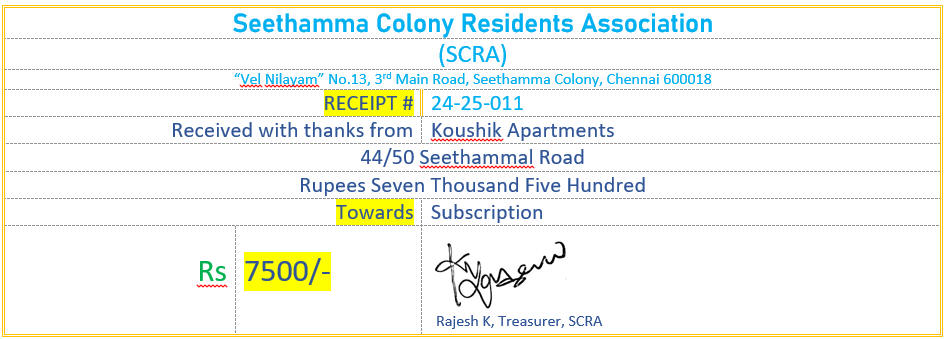 Seethamma Colony Residents Association
(SCRA)
“Vel Nilayam” No.13, 3rd Main Road, Seethamma Colony, Chennai 600018
RECEIPT # 24-25-011
Received with thanks from Koushik Apartments
44/50 Seethammal Road
Rupees Seven Thousand Five Hundred
Towards Subscription
Rs 7500/-
Rajesh K, Treasurer, SCRA